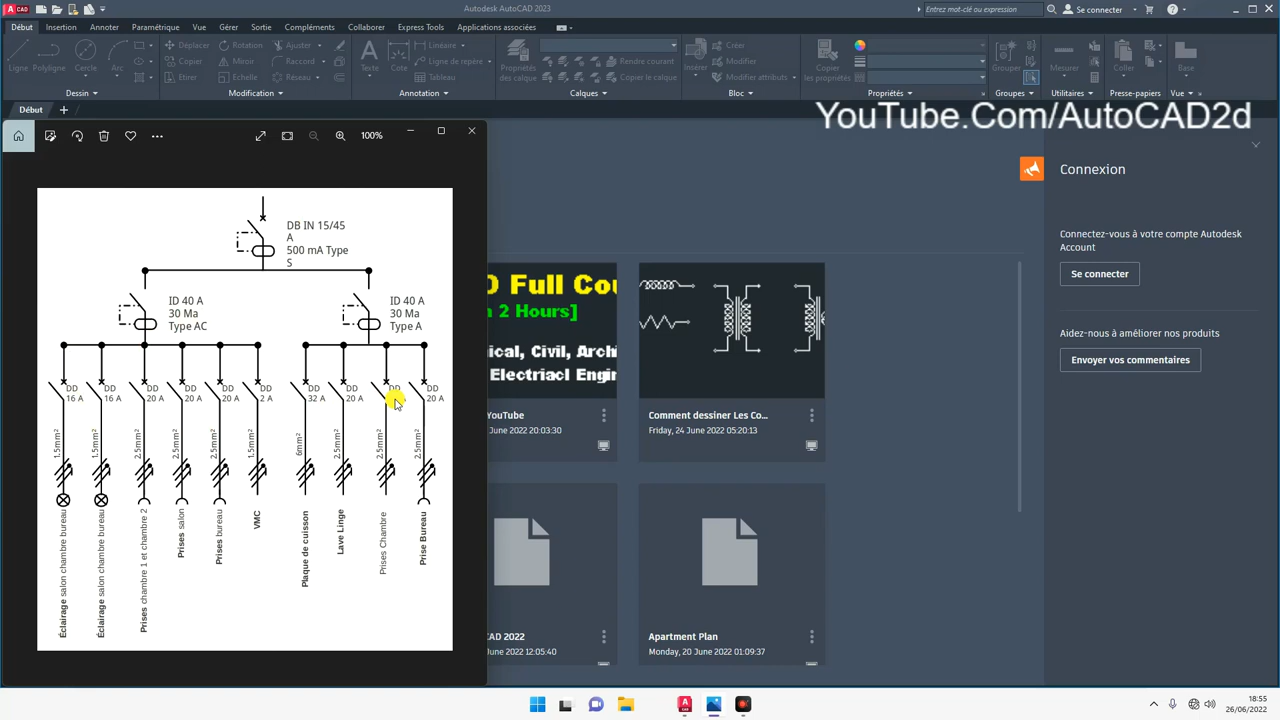 CAD
Autodesk AutoCAD 2023
Entrez mot-clé ou expression
Se connecter
Début
Insertion
Annoter
Paramétrique
Vue
Gérer
Sortie
Compléments
Collaborer
Express Tools
Applications associées
Ligne
Polyligne
Cercle
Arc
Déplacer
Copier
Etirer
Rotation
Miroir
Echelle
Ajuster
Raccord
Réseau
Texte
Cote
Linéaire
Ligne de repère
Tableau
Propriétés
des calque
Rendre courant
Copier le calque
Insérer
Créer
Modifier
Modifier attributs
Copier
les propriétés
Grouper
Mesurer
Coller
Base
Dessin
Modification
Annotation
Calques
Bloc
Propriétés
Groupes
Utilitaires
Presse-papiers
Vue
Début
YouTube.Com/AutoCAD2d
100%
DB IN 15/45
A
500 mA Type
S
ID 40 A
30 Ma
Type AC
ID 40 A
30 Ma
Type A
DD
16 A
DD
16 A
DD
20 A
DD
20 A
DD
20 A
DD
2 A
DD
32 A
DD
20 A
DD
DD
20 A
1,5mm²
1,5mm²
2,5mm²
2,5mm²
2,5mm²
1,5mm²
6mm²
2,5mm²
2,5mm²
2,5mm²
Éclairage salon chambre bureau
Éclairage salon chambre bureau
Prises chambre 1 et chambre 2
Prises salon
Prises bureau
VMC
Plaque de cuisson
Lave Linge
Prises Chambre
Prise Bureau
D Full Cou
n 2 Hours]
ical, Civil, Arch
Electriacl Engin
YouTube
June 2022 20:03:30
Comment dessiner Les Co...
Friday, 24 June 2022 05:20:13
CAD 2022
June 2022 12:05:40
Apartment Plan
Monday, 20 June 2022 01:09:37
Connexion
Connectez-vous à votre compte Autodesk
Account
Se connecter
Aidez-nous à améliorer nos produits
Envoyer vos commentaires
18:55
26/06/2022